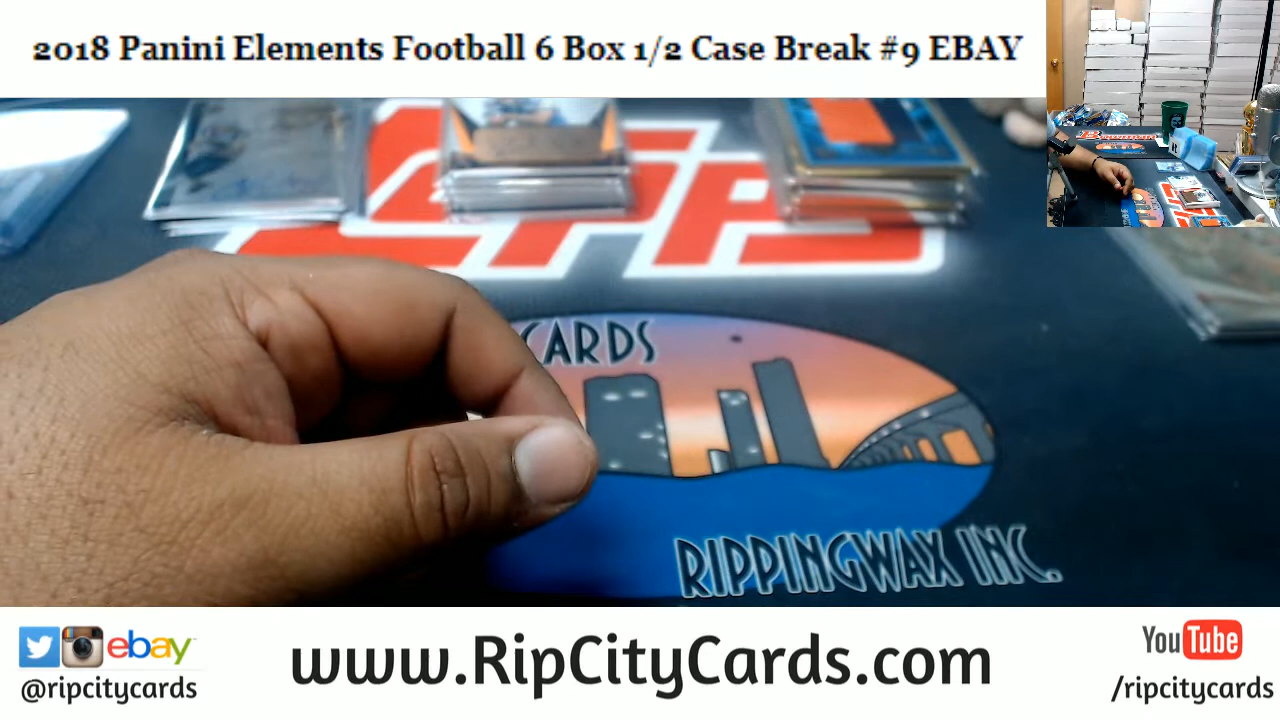 2018 Panini Elements Football 6 Box 1/2 Case Break #9 EBAY
CARDS
RIPPINGWAX INC.
ebay
@ripcitycards
www.RipCityCards.com
YouTube
/ripcitycards